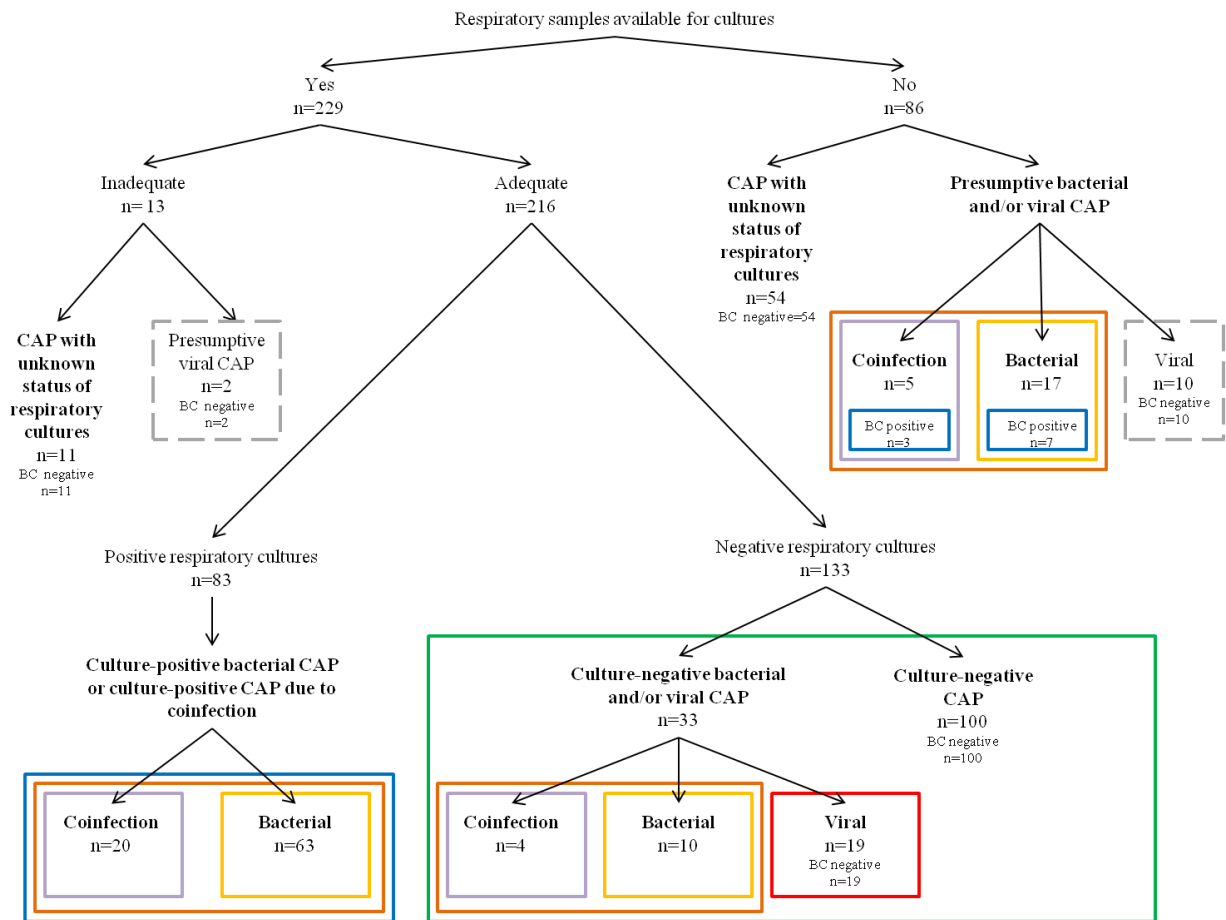 Respiratory samples available for cultures
Yes
n=229
No
n=86
Inadequate
n= 13
Adequate
n=216
CAP with
unknown
status of
respiratory
cultures
n=54
BC negative=54
Presumptive bacterial
and/or viral CAP
CAP with
unknown
status of
respiratory
cultures
n=11
BC negative
n=11
Presumptive
viral CAP
n=2
BC negative
n=2
Coinfection
n=5
BC positive
n=3
Bacterial
n=17
BC positive
n=7
Viral
n=10
BC negative
n=10
Positive respiratory cultures
n=83
Negative respiratory cultures
n=133
Culture-positive bacterial CAP
or culture-positive CAP due to
coinfection
Culture-negative bacterial
and/or viral CAP
n=33
Culture-negative
CAP
n=100
BC negative
n=100
Coinfection
n=20
Bacterial
n=63
Coinfection
n=4
Bacterial
n=10
Viral
n=19
BC negative
n=19